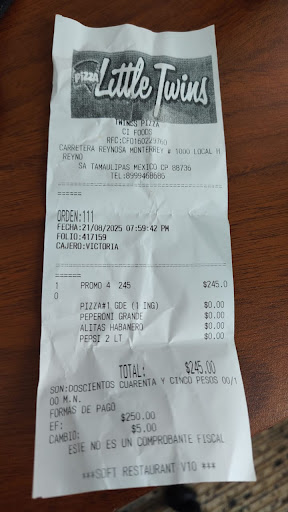 PIZZA
Little Twins
TWINS PIZZA
CI FOODS
CARRETERA REYNOSA MONTERREY # 1000 LOCAL H
REYNO
SA TAMAULIPAS MEXICO CP 88736
TEL:8999468686
==================================================
======
ORDEN:111
FECHA:21/08/2025 07:59:42 PM
FOLIO:417159
CAJERO:VICTORIA
==================================================
======
1 PROMO 4 245 $245.0
0
PIZZA#1 GDE (1 ING) $0.00
PEPERONI GRANDE $0.00
ALITAS HABANERO $0.00
PEPSI 2 LT $0.00
TOTAL: $245.00
SON:DOSCIENTOS CUARENTA Y CINCO PESOS 00/1
00 M.N.
FORMAS DE PAGO
EF: $250.00
CAMBIO: $5.00
ESTE NO ES UN COMPROBANTE FISCAL
***SOFT RESTAURANT V10 ***